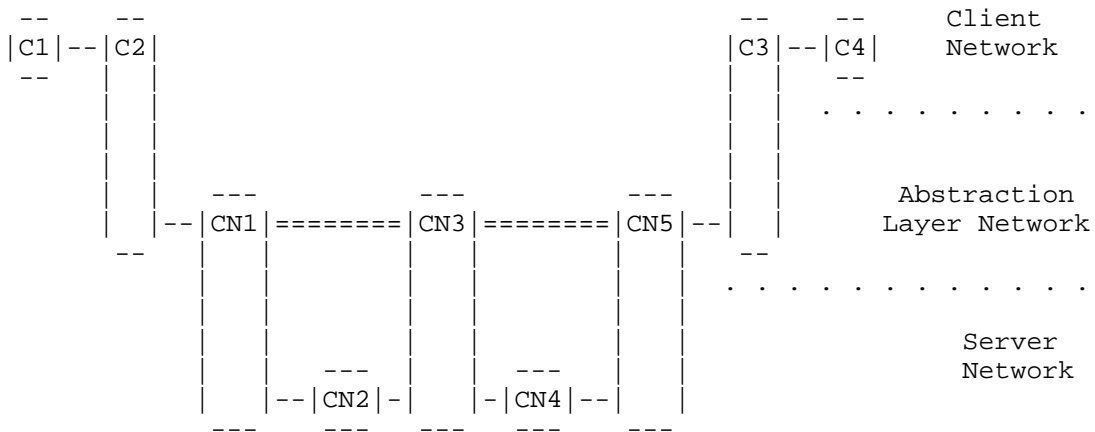 --     --                                      --     --      Client
|C1|--|C2|                                    |C3|--|C4|    Network
 --   |  |                                    |  |   --
      |  |                                    |  |  . . . . . . . . .
      |  |                                    |  |
      |  |                                    |  |
      |  |   ---          ---          ---    |  |        Abstraction
      |  |--|CN1|========|CN3|========|CN5|--|  |       Layer Network
       --   |   |        |   |        |   |   --
            |   |        |   |        |   |  . . . . . . . . . . . .
            |   |        |   |        |   |
            |   |        |   |        |   |                 Server
            |   |   ---  |   |  ---   |   |                 Network
            |   |--|CN2|-|   |-|CN4|--|   |
             ---    ---   ---   ---    ---